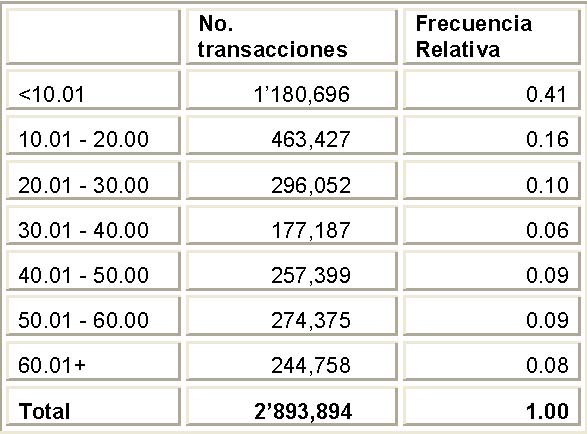 No. Frecuencia
transacciones Relativa
<10.01 1’180,696 0.41
10.01 - 20.00 463,427 0.16
20.01 - 30.00 296,052 0.10
30.01 - 40.00 177,187 0.06
40.01 - 50.00 257,399 0.09
50.01 - 60.00 274,375 0.09
60.01+ 244,758 0.08
Total 2’893,894 1.00